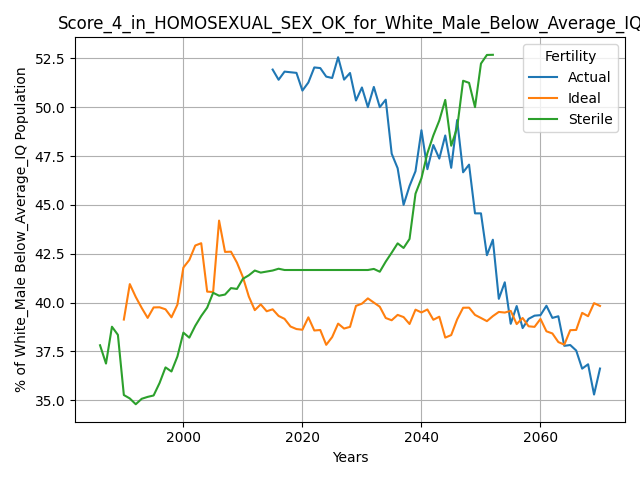 Score_4_in_HOMOSEXUAL_SEX_OK_for_White_Male_Below_Average_IQ
% of White_Male Below_Average_IQ Population
52.5
50.0
47.5
45.0
42.5
40.0
37.5
35.0
Fertility
Actual
Ideal
Sterile
2000
2020
2040
2060
Years